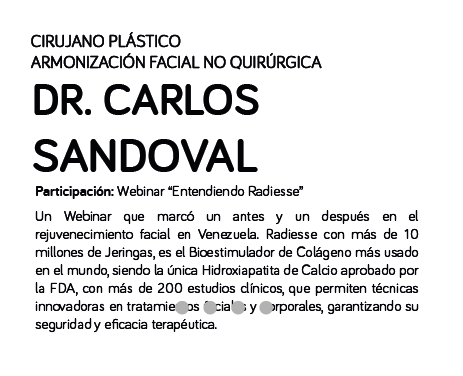 CIRUJANO PLÁSTICO
ARMONIZACIÓN FACIAL NO QUIRÚRGICA
DR. CARLOS
SANDOVAL
Participación: Webinar “Entendiendo Radiesse”
Un Webinar que marcó un antes y un después en el
rejuvenecimiento facial en Venezuela. Radiesse con más de 10
millones de Jeringas, es el Bioestimulador de Colágeno más usado
en el mundo, siendo la única Hidroxiapatita de Calcio aprobado por
la FDA, con más de 200 estudios clínicos, que permiten técnicas
innovadoras en y garantizando su
seguridad y eficacia terapéutica.